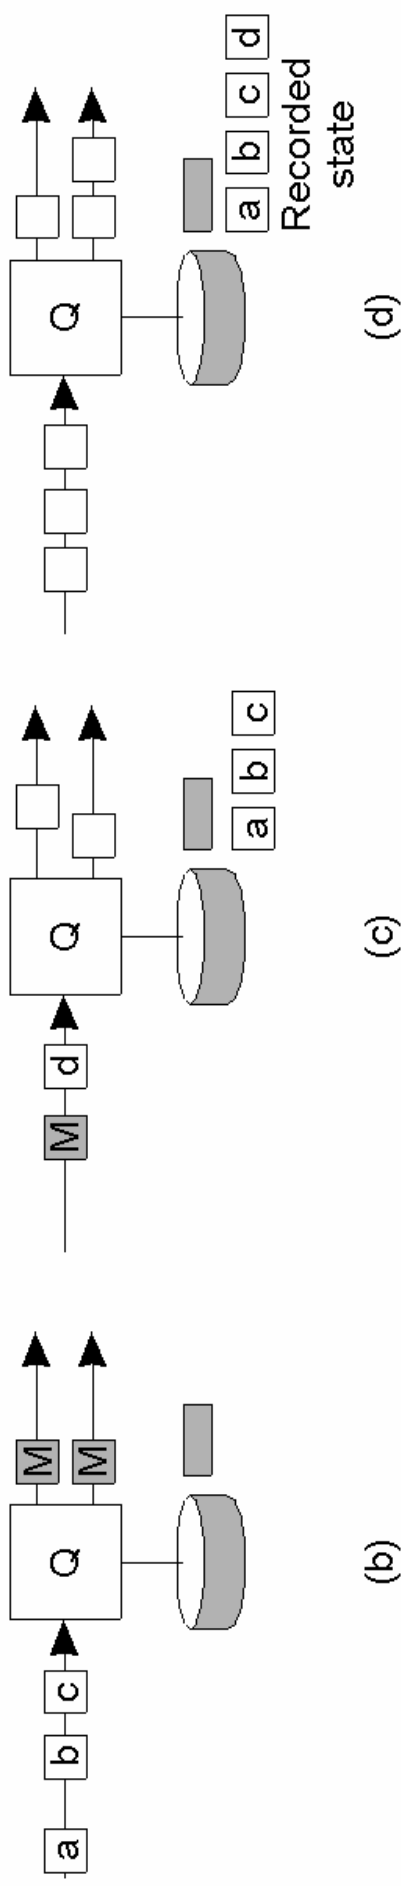 M
a b c Q
M
(b)
M d Q
a b c
(c)
Q
a b c d
Recorded
state
(d)